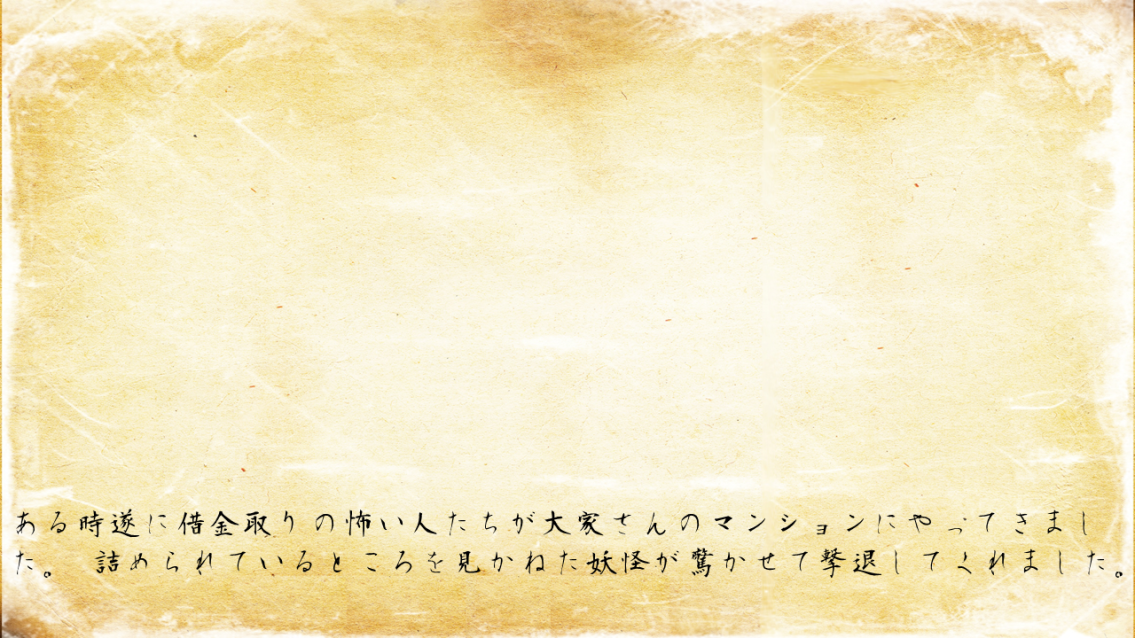 ある時遂に借金取りの怖い人たちが大家さんのマンションにやってきまし
た。　詰められているところを見かねた妖怪が驚かせて撃退してくれました。